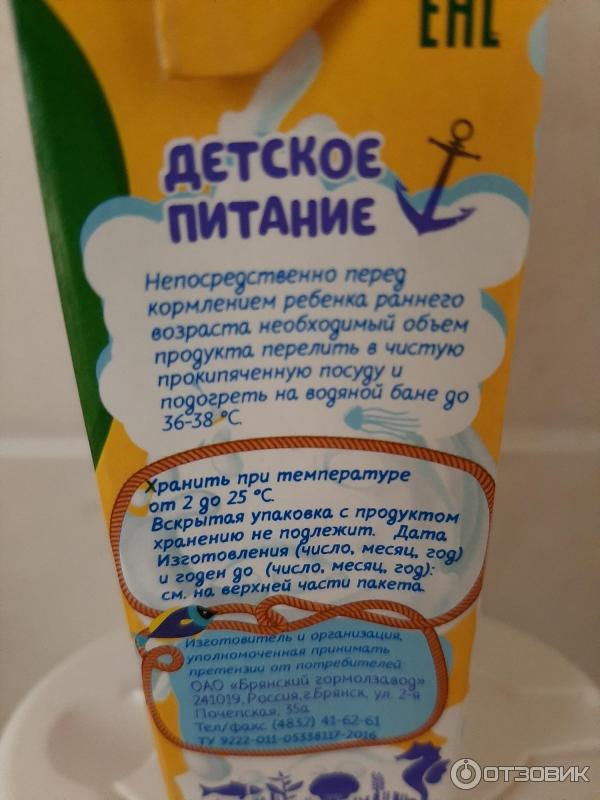 ЕАС
ДЕТСКОЕ
ПИТАНИЕ
Непосредственно перед
кормлением ребенка раннего
возраста необходимый объем
продукта перелить в чистую
прокипяченную посуду и
подогреть на водяной бане до
36-38 °С.
Хранить при температуре
от 2 до 25 °С.
Вскрытая упаковка с продуктом
хранению не подлежит. Дата
Изготовления (число, месяц, год)
и годен до (число, месяц, год):
см. на верхней части пакета.
Изготовитель и организация,
уполномоченная принимать
претензии от потребителей:
ОАО «Брянский гормолзавод»
241019, Россия, г.Брянск, ул. 2-я
Почепская, 35а
Тел/факс (4832) 41-62-61
ТУ 9222-011-05338117-2016
ОТЗОВИК